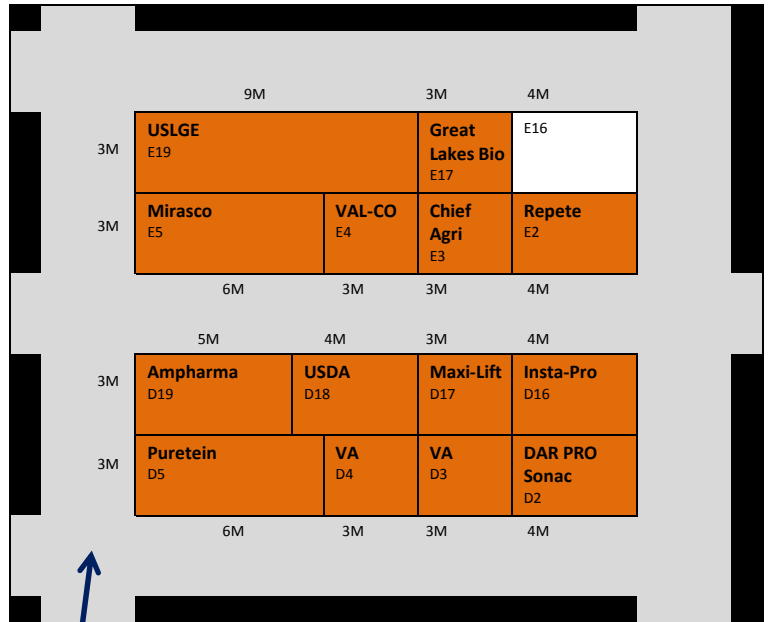 9M 3M 4M
3M
USLGE
E19
Great
Lakes Bio
E17
E16
3M
Mirasco
E5
VAL-CO
E4
Chief
Agri
E3
Repete
E2
6M 3M 3M 4M
5M 4M 3M 4M
3M
Ampharma
D19
USDA
D18
Maxi-Lift
D17
Insta-Pro
D16
3M
Puretein
D5
VA
D4
VA
D3
DAR PRO
Sonac
D2
6M 3M 3M 4M